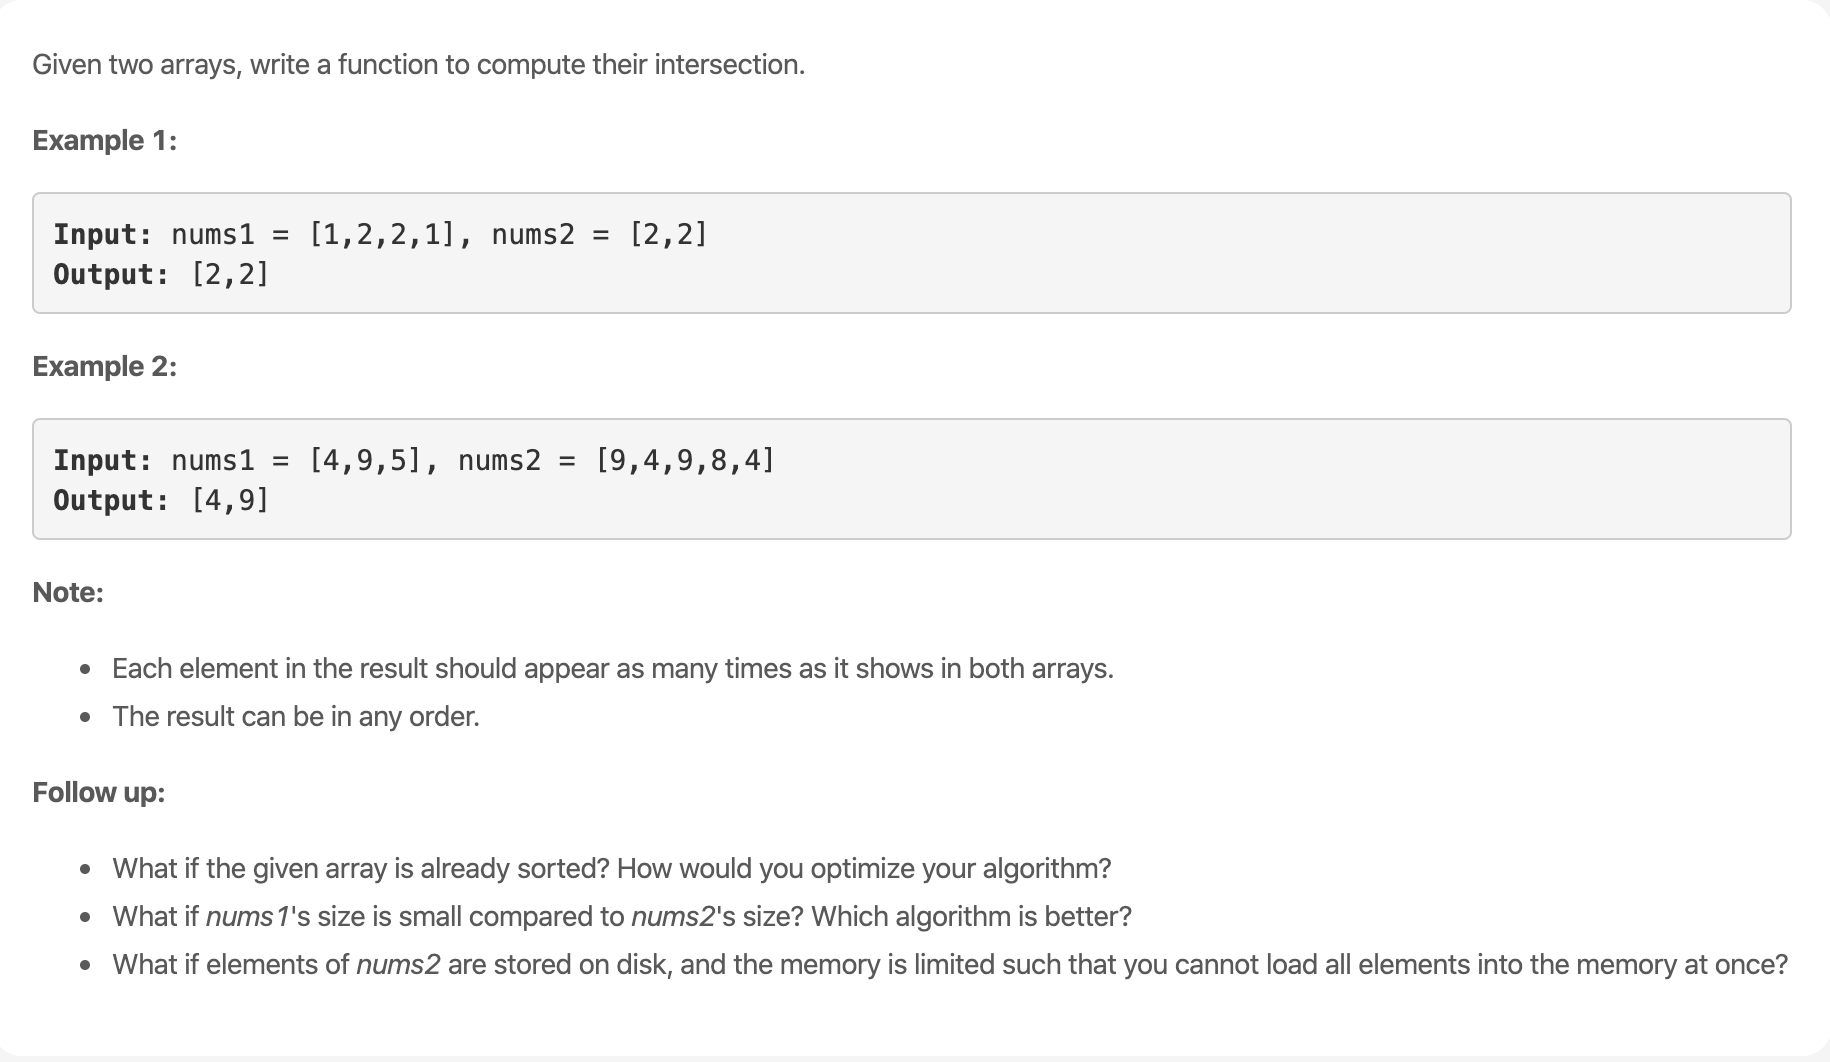 Given two arrays, write a function to compute their intersection.
Example 1:
Input: nums1 = [1,2,2,1], nums2 = [2,2]
Output: [2,2]
Example 2:
Input: nums1 = [4,9,5], nums2 = [9,4,9,8,4]
Output: [4,9]
Note:
• Each element in the result should appear as many times as it shows in both arrays.
• The result can be in any order.
Follow up:
• What if the given array is already sorted? How would you optimize your algorithm?
• What if nums1's size is small compared to nums2's size? Which algorithm is better?
• What if elements of nums2 are stored on disk, and the memory is limited such that you cannot load all elements into the memory at once?